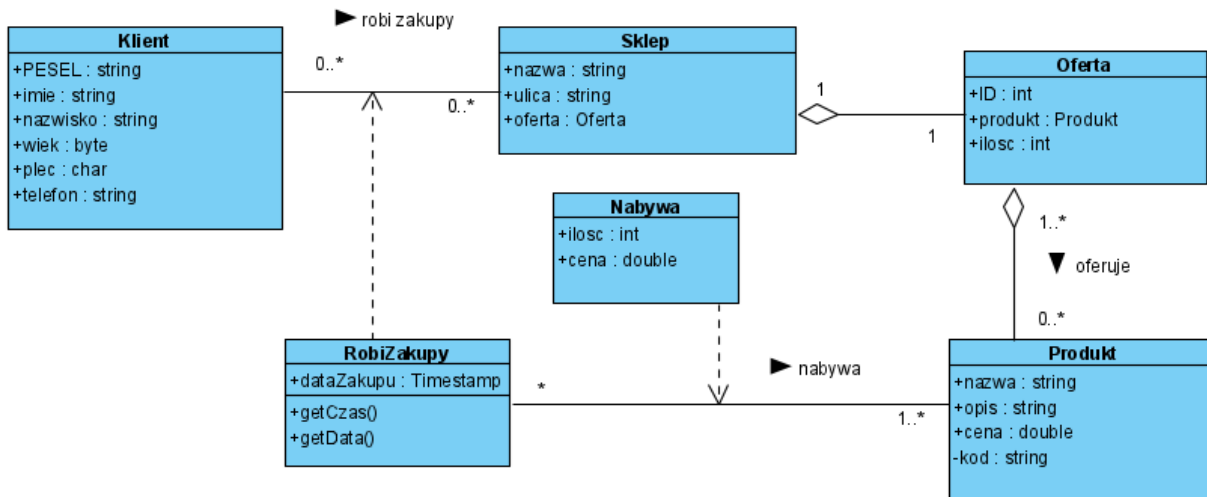 ► robi zakupy
Klient
+PESEL : string
+imie : string
+nazwisko : string
+wiek : byte
+plec : char
+telefon : string
0..*
0..*
Sklep
+nazwa : string
+ulica : string
+oferta : Oferta
1
1
Oferta
+ID : int
+produkt : Produkt
+ilosc : int
Nabywa
+ilosc : int
+cena : double
1..*
▼ oferuje
0..*
RobiZakupy
+dataZakupu : Timestamp
+getCzas()
+getData()
*
► nabywa
1..*
Produkt
+nazwa : string
+opis : string
+cena : double
-kod : string